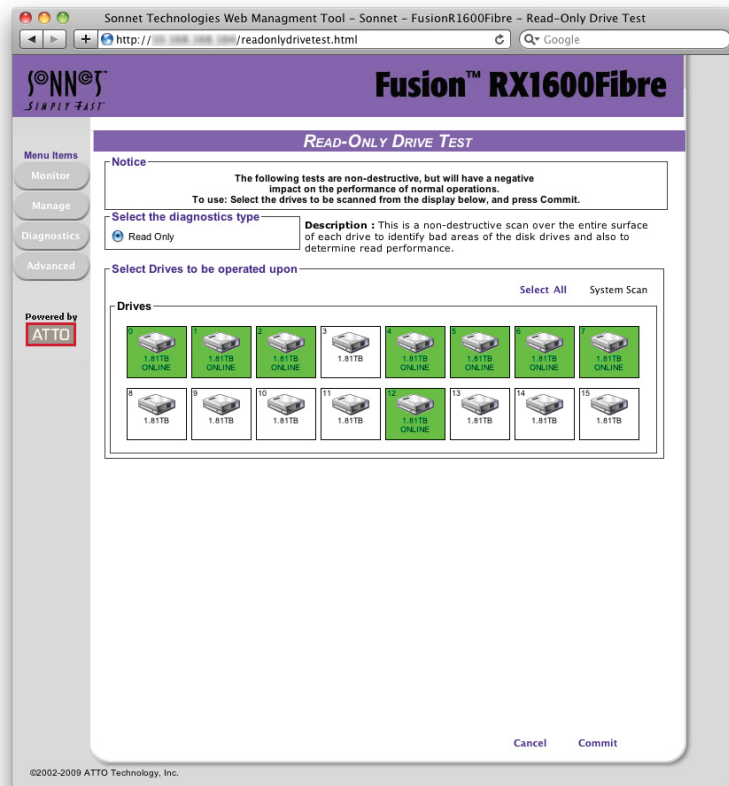 Sonnet Technologies Web Managment Tool – Sonnet – FusionR1600Fibre – Read-Only Drive Test
http:// /readonlydrivetest.html
Google
SONNET™
SIMPLY FAST
Fusion™ RX1600Fibre
READ-ONLY DRIVE TEST
Menu Items
Monitor
Manage
Diagnostics
Advanced
Powered by
ATTO
Notice
The following tests are non-destructive, but will have a negative
impact on the performance of normal operations.
To use: Select the drives to be scanned from the display below, and press Commit.
Select the diagnostics type
Read Only
Description : This is a non-destructive scan over the entire surface
of each drive to identify bad areas of the disk drives and also to
determine read performance.
Select Drives to be operated upon
Select All System Scan
Drives
0 1 2 3 4 5 6 7
1.81TB 1.81TB 1.81TB 1.81TB 1.81TB 1.81TB 1.81TB 1.81TB
ONLINE ONLINE ONLINE ONLINE ONLINE ONLINE ONLINE
8 9 10 11 12 13 14 15
1.81TB 1.81TB 1.81TB 1.81TB 1.81TB 1.81TB 1.81TB 1.81TB
ONLINE
Cancel Commit
©2002-2009 ATTO Technology, Inc.